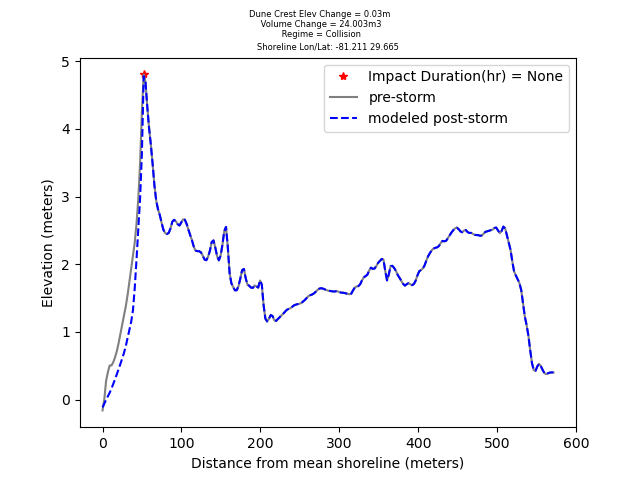 Dune Crest Elev Change = 0.03m
Volume Change = 24.003m3
Regime = Collision
Shoreline Lon/Lat: -81.211 29.665
Impact Duration(hr) = None
pre-storm
modeled post-storm
Elevation (meters)
5
4
3
2
1
0
0 100 200 300 400 500 600
Distance from mean shoreline (meters)